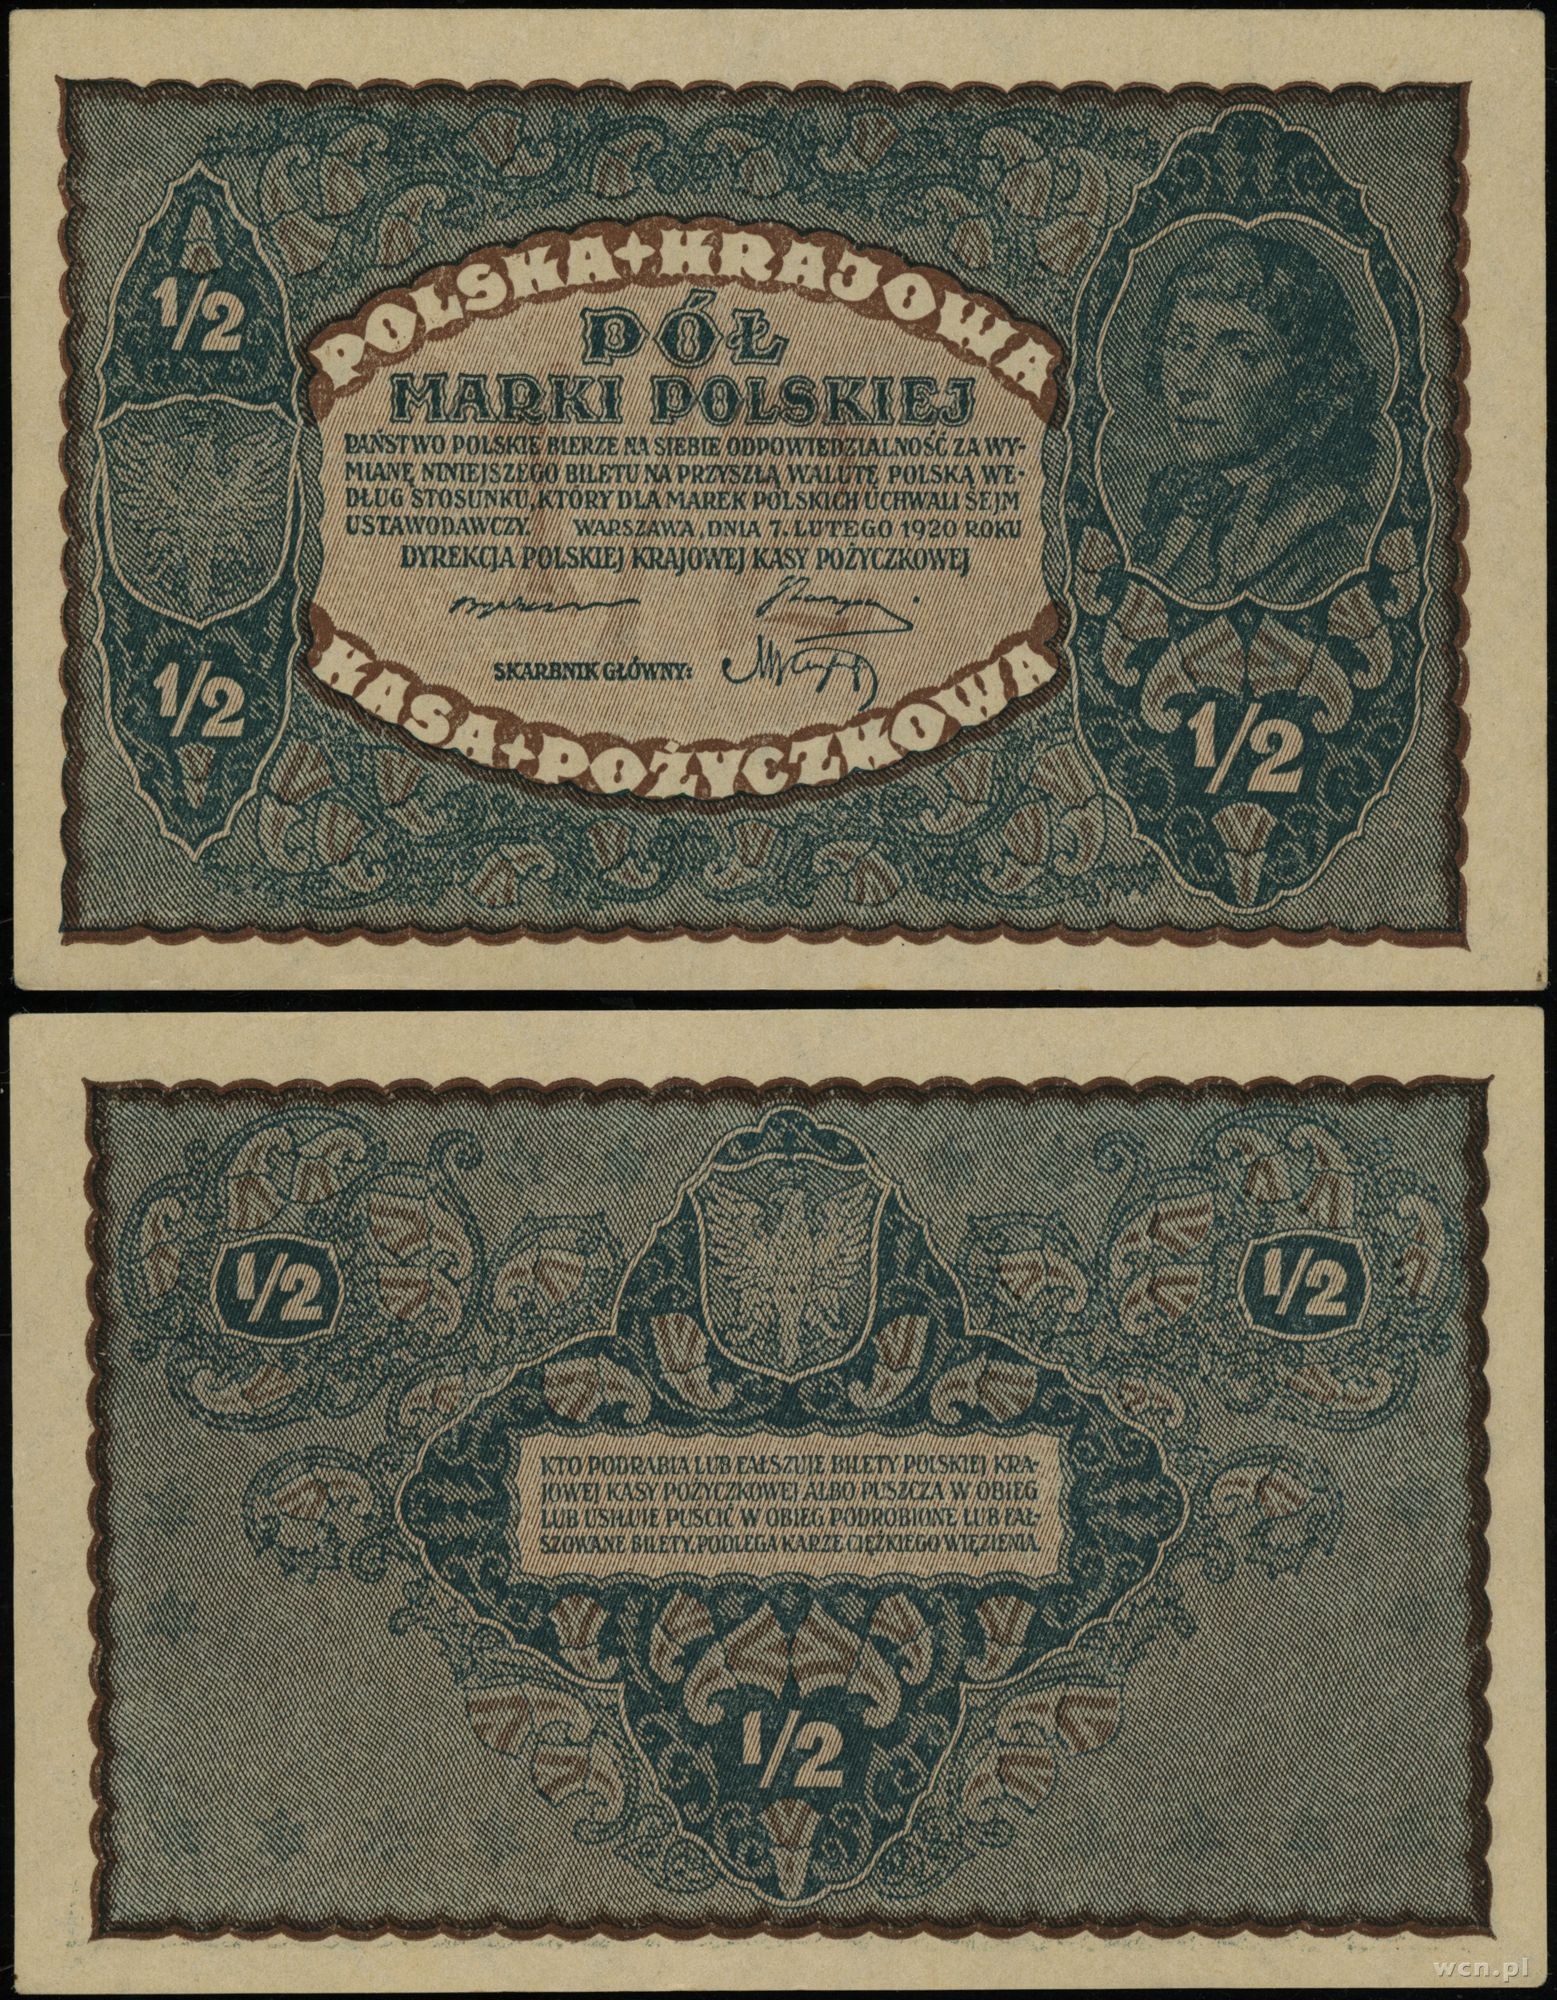 POLSKA + KRAJOWA
PÓŁ
MARKI POLSKIEJ
PAŃSTWO POLSKIE BIERZE NA SIEBIE ODPOWIEDZIALNOŚĆ ZA WY-
MIANĘ NINIEJSZEGO BILETU NA PRZYSZŁĄ WALUTĘ POLSKĄ WE-
DŁUG STOSUNKU, KTÓRY DLA MAREK POLSKICH UCHWALI SEJM
USTAWODAWCZY. WARSZAWA, DNIA 7. LUTEGO 1920 ROKU
DYREKCJA POLSKIEJ KRAJOWEJ KASY POŻYCZKOWEJ
SKARBNIK GŁÓWNY:
KASA + POŻYCZKOWA
1/2
1/2
1/2
1/2
1/2
KTO PODRABIA LUB FAŁSZUJE BILETY POLSKIEJ KRA-
JOWEJ KASY POŻYCZKOWEJ ALBO PUSZCZA W OBIEG
LUB USIŁUJE PUŚCIĆ W OBIEG PODROBIONE LUB FAŁ-
SZOWANE BILETY, PODLEGA KARZE CIĘŻKIEGO WIĘZIENIA.
1/2
wcn.pl